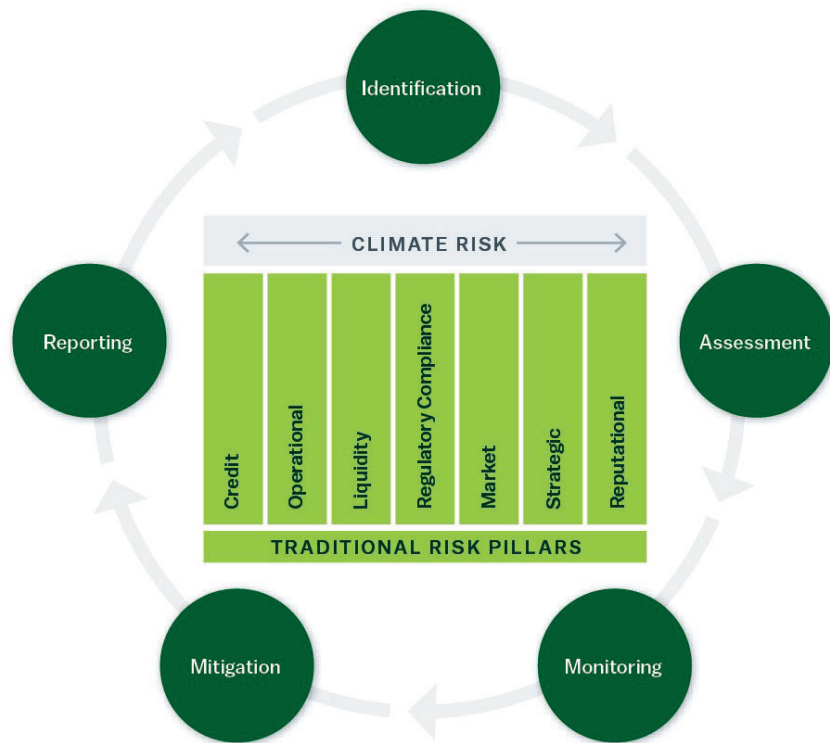 Identification
Reporting
Assessment
CLIMATE RISK
Credit
Operational
Liquidity
Regulatory Compliance
Market
Strategic
Reputational
TRADITIONAL RISK PILLARS
Mitigation
Monitoring